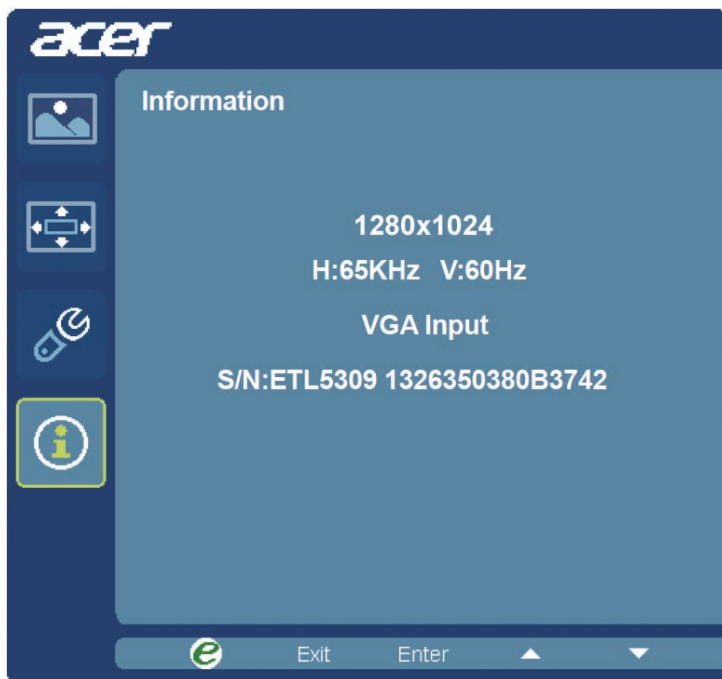 acer
Information
1280x1024
H:65KHz V:60Hz
VGA Input
S/N:ETL5309 1326350380B3742
e Exit Enter